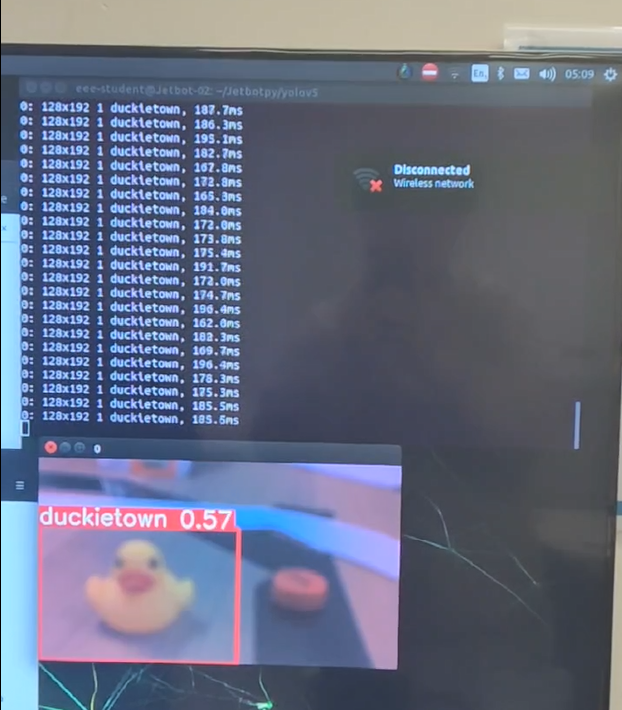 En
05:09
eee-student@Jetbot-02: ~/Jetbotpy/yolov5
0: 128x192 1 duckietown, 187.7ms
0: 128x192 1 duckietown, 186.3ms
0: 128x192 1 duckietown, 195.1ms
0: 128x192 1 duckietown, 182.7ms
0: 128x192 1 duckietown, 167.8ms
0: 128x192 1 duckietown, 172.8ms
0: 128x192 1 duckietown, 165.3ms
0: 128x192 1 duckietown, 184.0ms
0: 128x192 1 duckietown, 172.0ms
0: 128x192 1 duckietown, 173.8ms
0: 128x192 1 duckietown, 175.4ms
0: 128x192 1 duckietown, 191.7ms
0: 128x192 1 duckietown, 172.0ms
0: 128x192 1 duckietown, 174.7ms
0: 128x192 1 duckietown, 196.4ms
0: 128x192 1 duckietown, 162.0ms
0: 128x192 1 duckietown, 182.3ms
0: 128x192 1 duckietown, 169.7ms
0: 128x192 1 duckietown, 196.4ms
0: 128x192 1 duckietown, 178.3ms
0: 128x192 1 duckietown, 175.3ms
0: 128x192 1 duckietown, 185.5ms
0: 128x192 1 duckietown, 185.6ms
Disconnected
Wireless network
0
duckietown 0.57